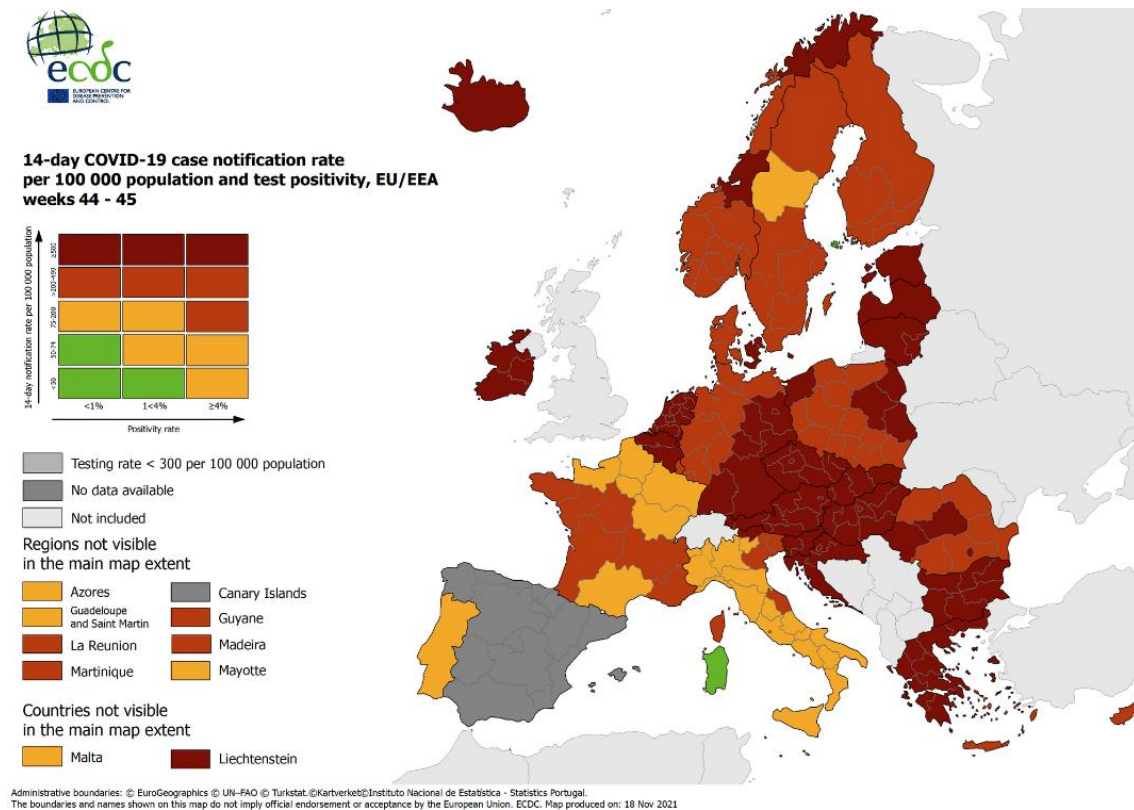 ecdc
EUROPEAN CENTRE FOR
DISEASE PREVENTION
AND CONTROL
14-day COVID-19 case notification rate
per 100 000 population and test positivity, EU/EEA
weeks 44 - 45
14-day notification rate per 100 000 population
≥500
>200-499
75-200
50-74
<50
<1%
1<4%
≥4%
Positivity rate
Testing rate < 300 per 100 000 population
No data available
Not included
Regions not visible
in the main map extent
Azores
Canary Islands
Guadeloupe
and Saint Martin
Guyane
La Reunion
Madeira
Martinique
Mayotte
Countries not visible
in the main map extent
Malta
Liechtenstein
Administrative boundaries: © EuroGeographics © UN–FAO © Turkstat.©Kartverket©Instituto Nacional de Estatística - Statistics Portugal.
The boundaries and names shown on this map do not imply official endorsement or acceptance by the European Union. ECDC. Map produced on: 18 Nov 2021